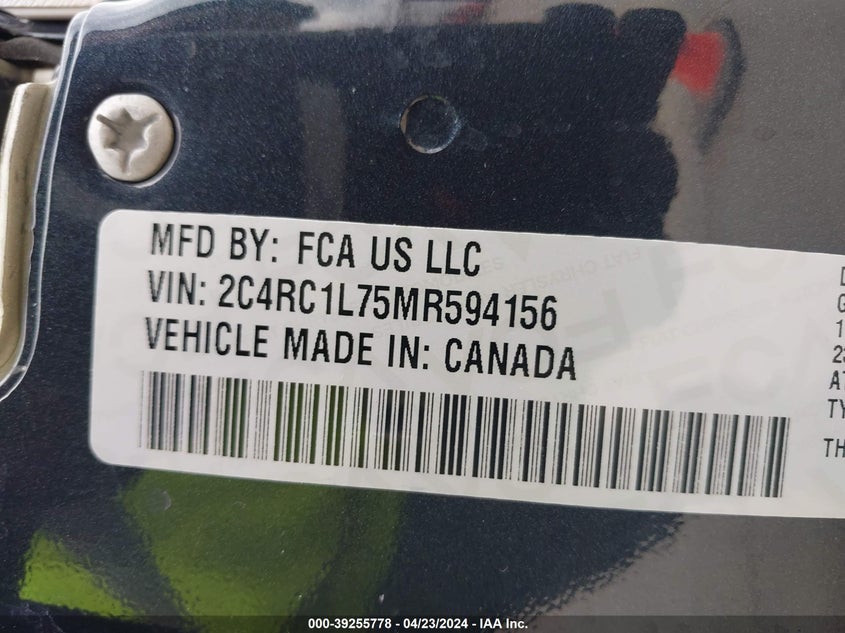 MFD BY: FCA US LLC
VIN: 2C4RC1L75MR594156
VEHICLE MADE IN: CANADA
000-39255778 - 04/23/2024 - IAA Inc.